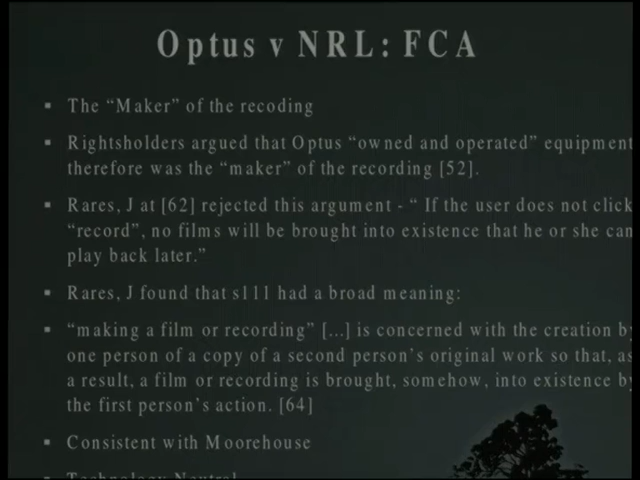 Optus v NRL: FCA
▪ The “Maker” of the recoding
▪ Rightsholders argued that Optus “owned and operated” equipment
therefore was the “maker” of the recording [52].
▪ Rares, J at [62] rejected this argument - “ If the user does not click
“record”, no films will be brought into existence that he or she can
play back later.”
▪ Rares, J found that s111 had a broad meaning:
▪ “making a film or recording” [...] is concerned with the creation b
one person of a copy of a second person’s original work so that, as
a result, a film or recording is brought, somehow, into existence b
the first person’s action. [64]
▪ Consistent with Moorehouse
▪ Technology Neutral